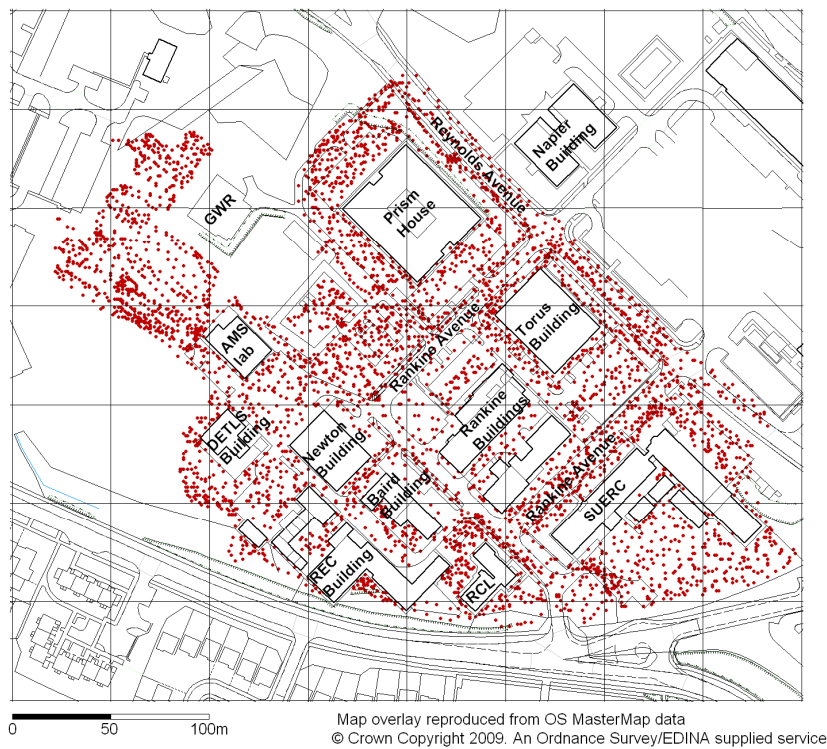 Reynolds Avenue
Napier
Building
GWR
Prism
House
AMS
lab
Rankine Avenue
Torus
Building
DETLS
Building
Newton
Building
Rankine
Buildings
Baird
Building
Rankine Avenue
SUERC
REC
Building
RCL
0 50 100m
Map overlay reproduced from OS MasterMap data
© Crown Copyright 2009. An Ordnance Survey/EDINA supplied service